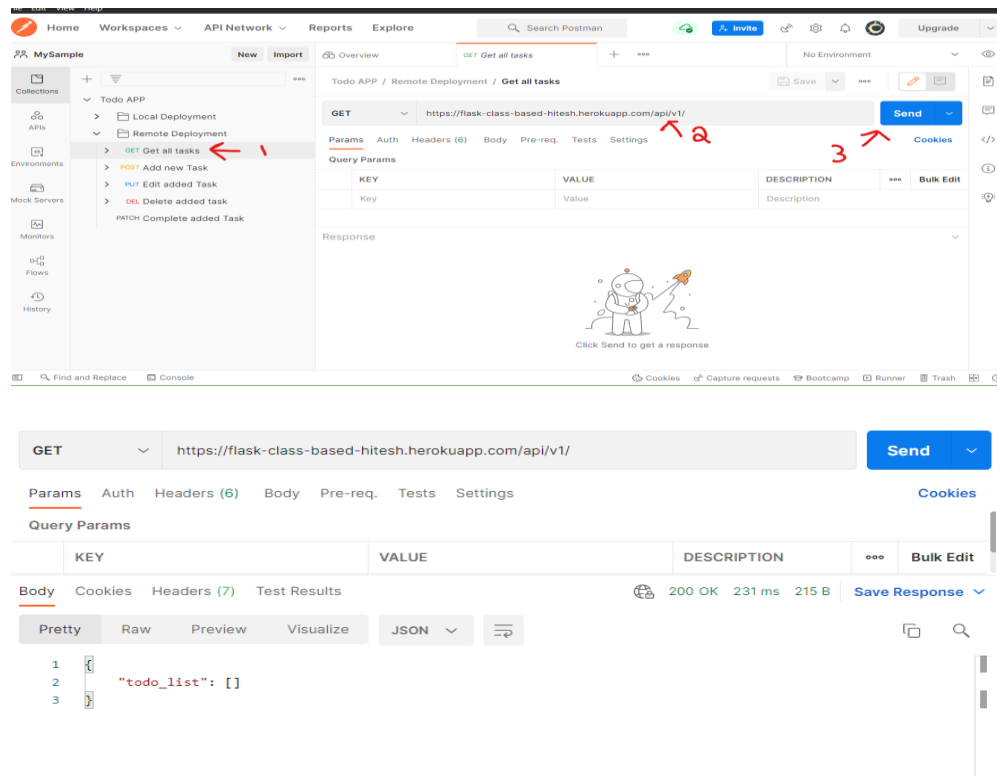 File Edit View Help
Home Workspaces API Network Reports Explore Search Postman Invite Upgrade
MySample New Import Overview GET Get all tasks + ooo No Environment
Collections
APIs
Environments
Mock Servers
Monitors
Flows
History
Todo APP
Local Deployment
Remote Deployment
GET Get all tasks 1
POST Add new Task
PUT Edit added Task
DEL Delete added task
PATCH Complete added Task
Todo APP / Remote Deployment / Get all tasks Save ooo
GET https://flask-class-based-hitesh.herokuapp.com/api/v1/ Send
2 3
Params Auth Headers (6) Body Pre-req. Tests Settings Cookies
Query Params
KEY VALUE DESCRIPTION ooo Bulk Edit
Key Value Description
Response
Click Send to get a response
Find and Replace Console Cookies Capture requests Bootcamp Runner Trash
GET https://flask-class-based-hitesh.herokuapp.com/api/v1/ Send
Params Auth Headers (6) Body Pre-req. Tests Settings Cookies
Query Params
KEY VALUE DESCRIPTION ooo Bulk Edit
Body Cookies Headers (7) Test Results 200 OK 231 ms 215 B Save Response
Pretty Raw Preview Visualize JSON
1 {
2 "todo_list": []
3 }